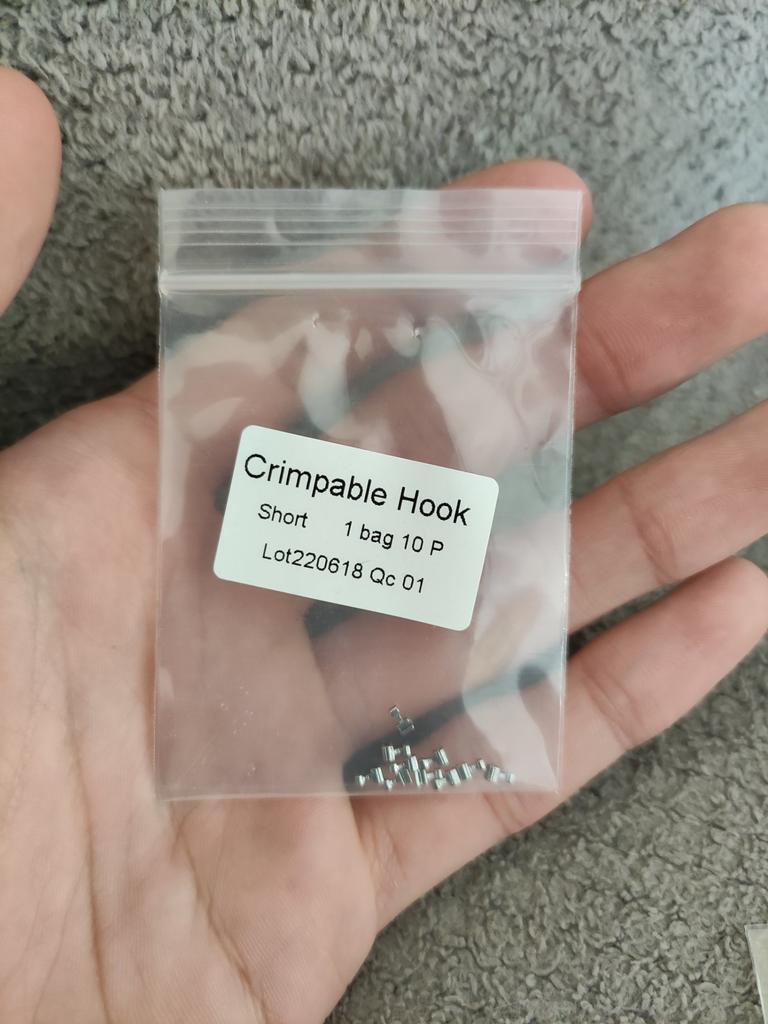 Crimpable Hook
Short 1 bag 10 P
Lot220618 Qc 01